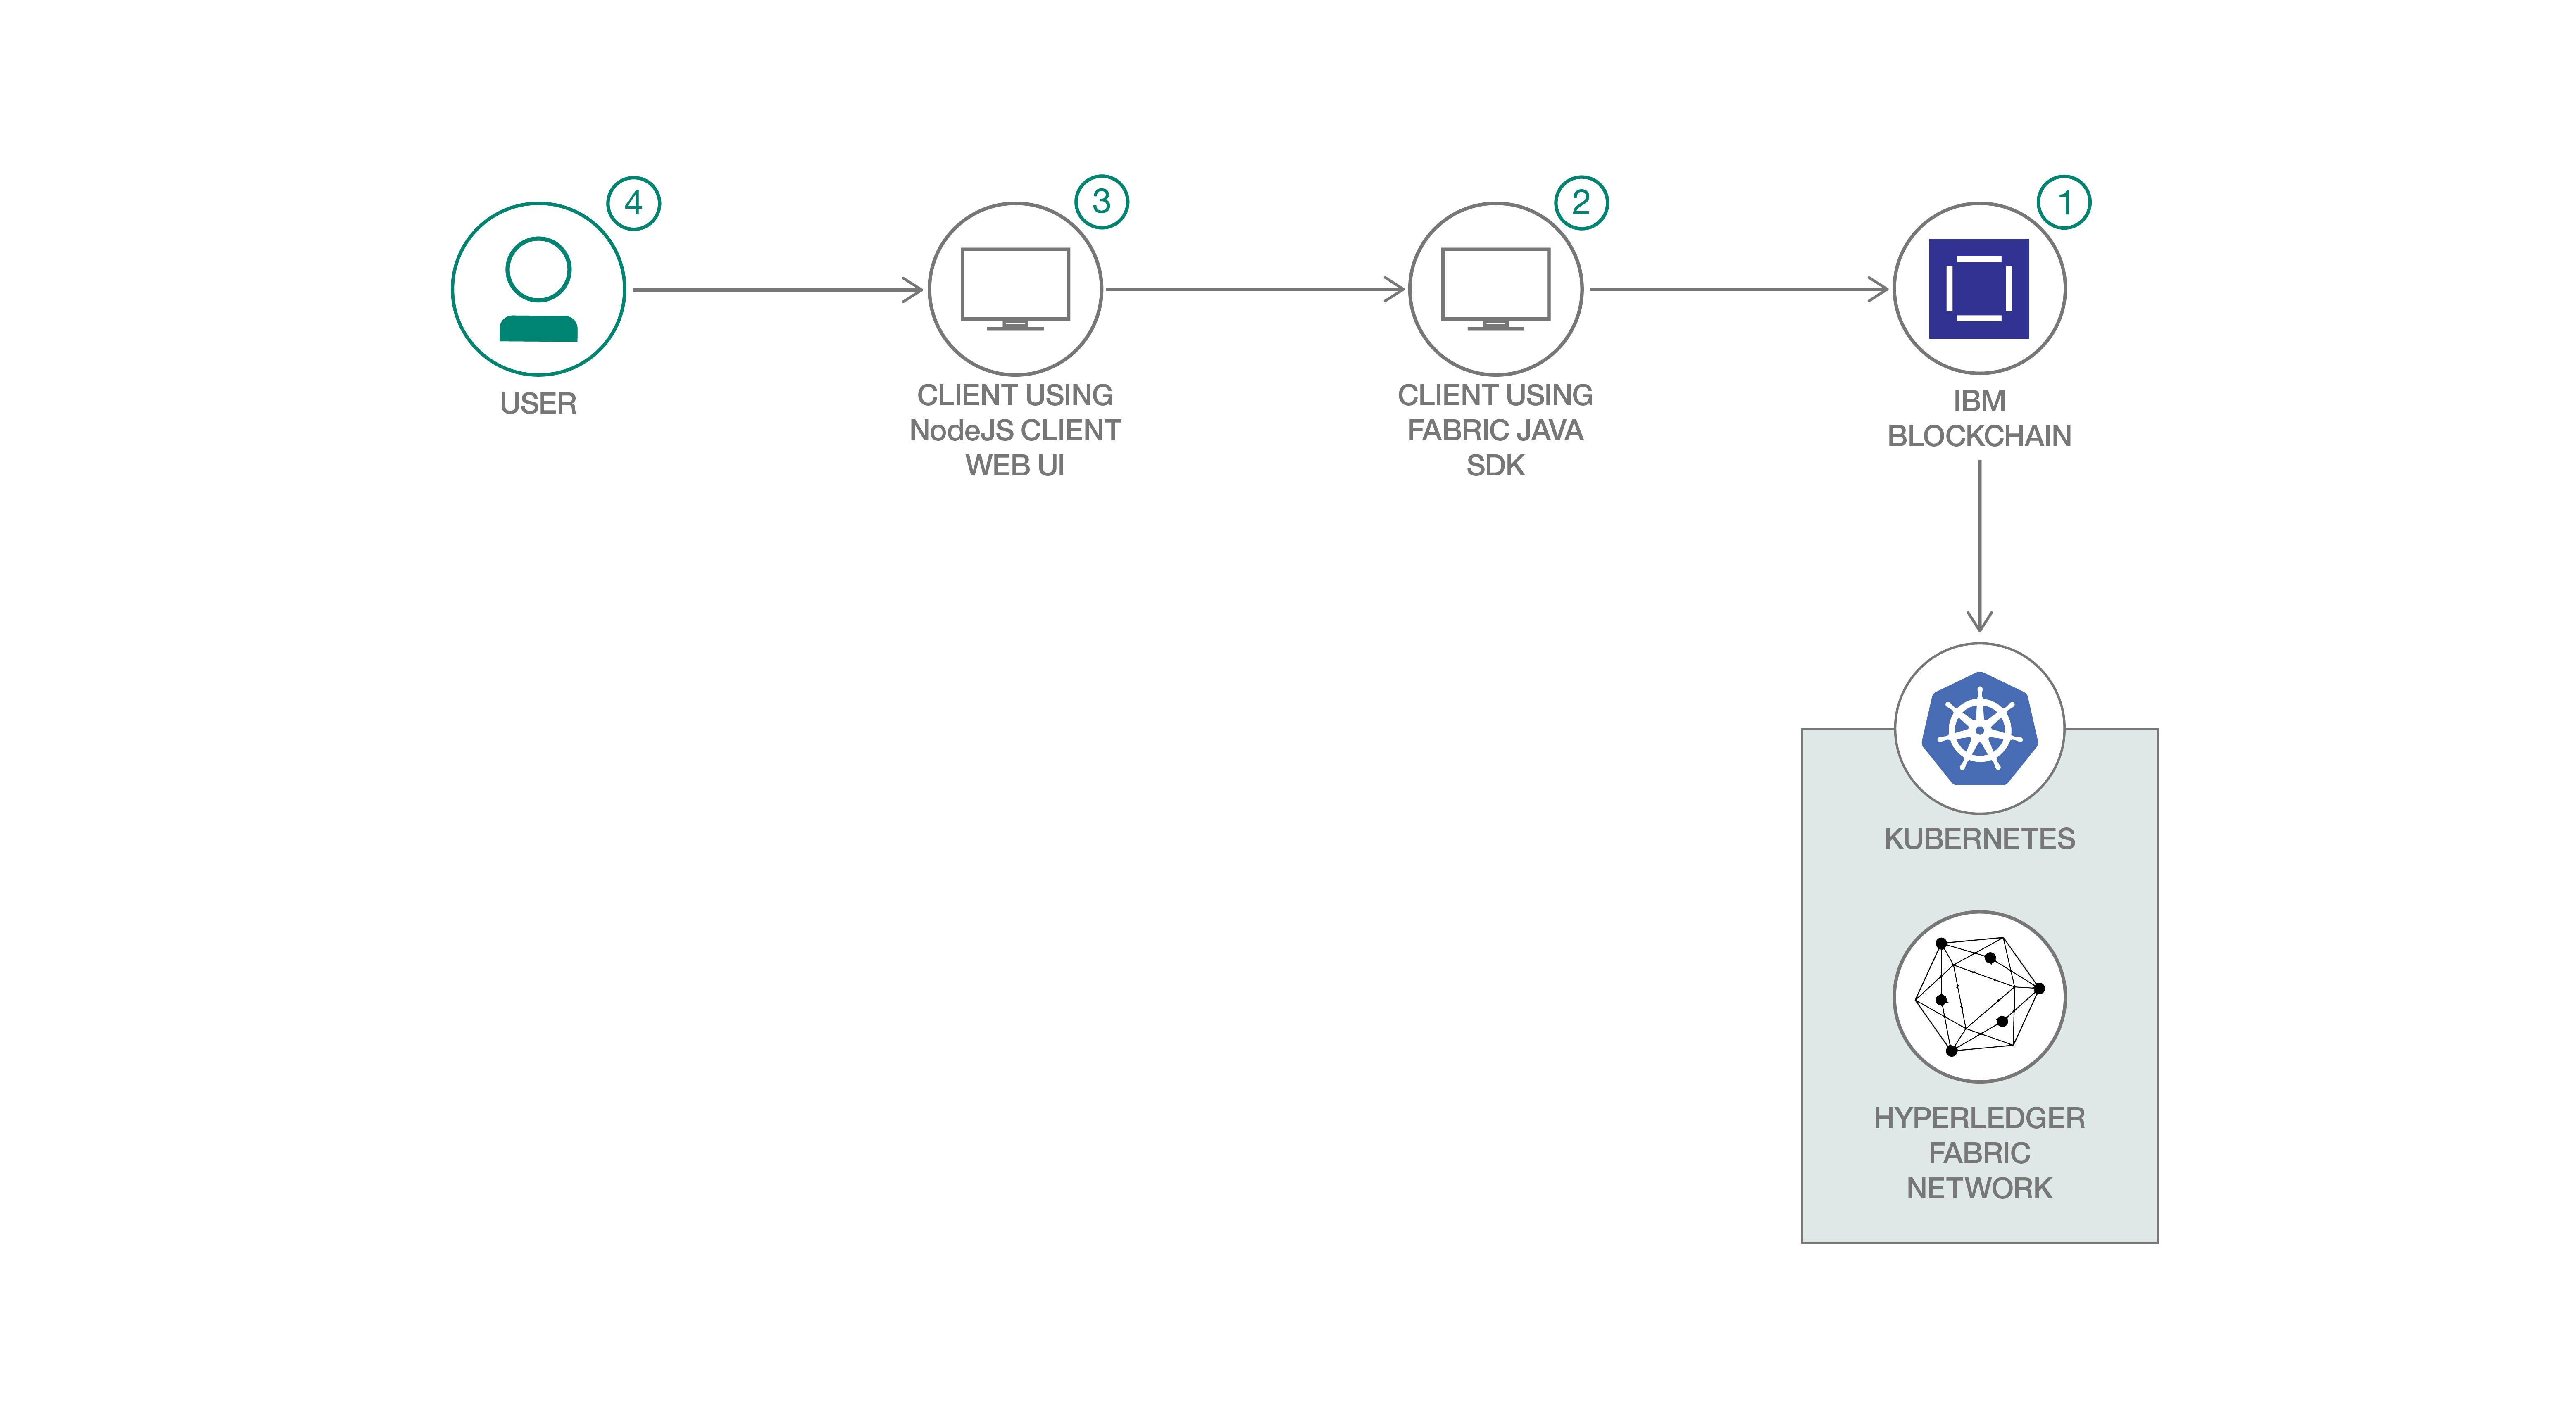 4
USER
3
CLIENT USING
NodeJS CLIENT
WEB UI
2
CLIENT USING
FABRIC JAVA
SDK
1
IBM
BLOCKCHAIN
KUBERNETES
HYPERLEDGER
FABRIC
NETWORK